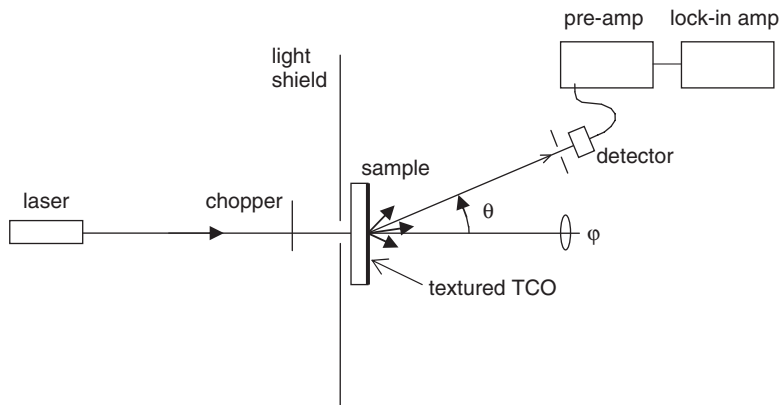 pre-amp lock-in amp
light
shield
detector
sample
laser
chopper
θ
φ
textured TCO